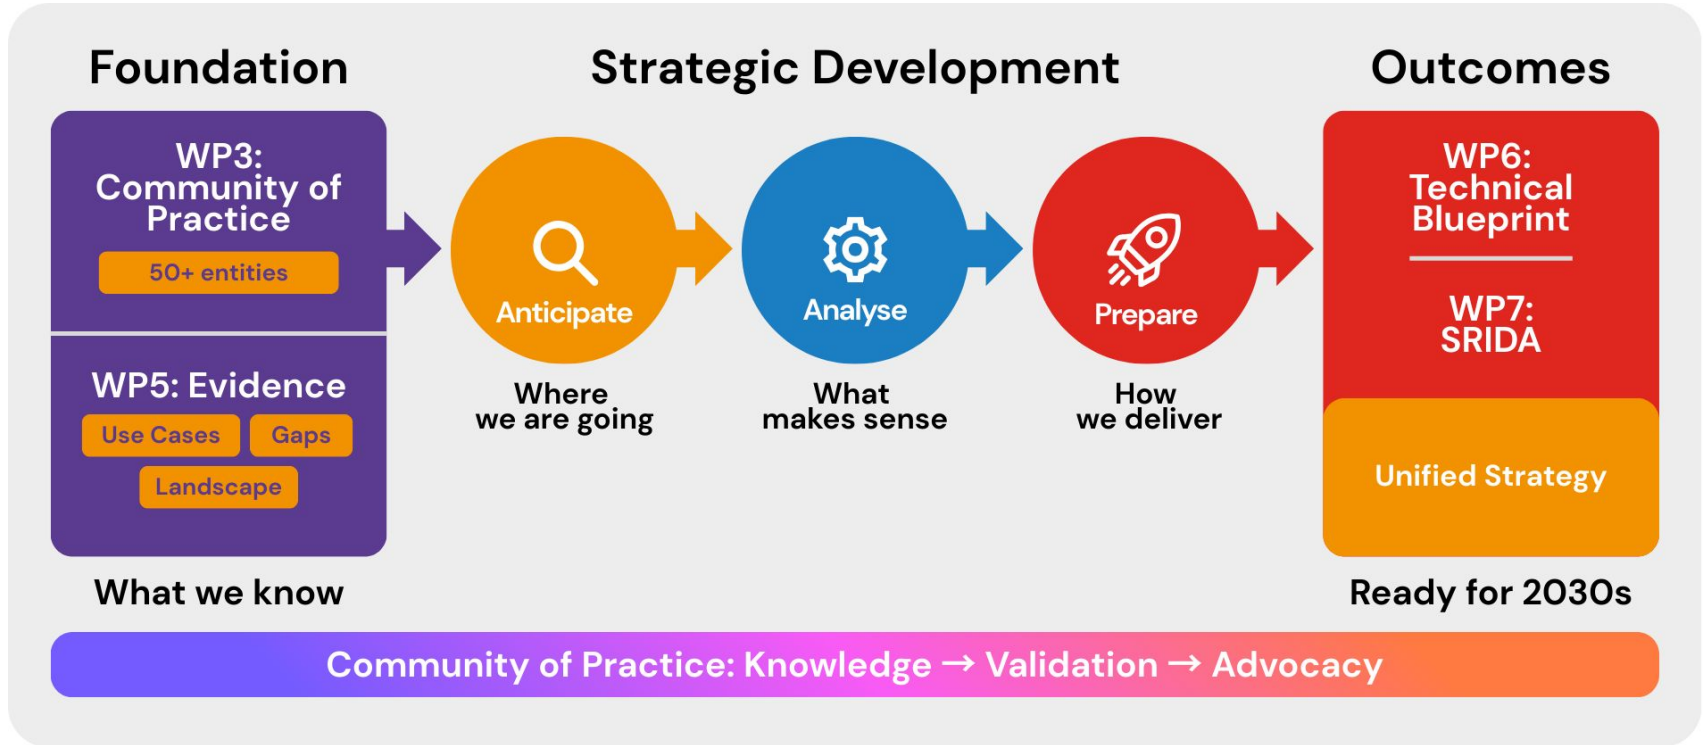 Foundation
Strategic Development
Outcomes
WP3:
Community of
Practice
50+ entities
WP5: Evidence
Use Cases
Gaps
Landscape
What we know
Anticipate
Where
we are going
Analyse
What
makes sense
Prepare
How
we deliver
WP6:
Technical
Blueprint
WP7:
SRIDA
Unified Strategy
Ready for 2030s
Community of Practice: Knowledge → Validation → Advocacy